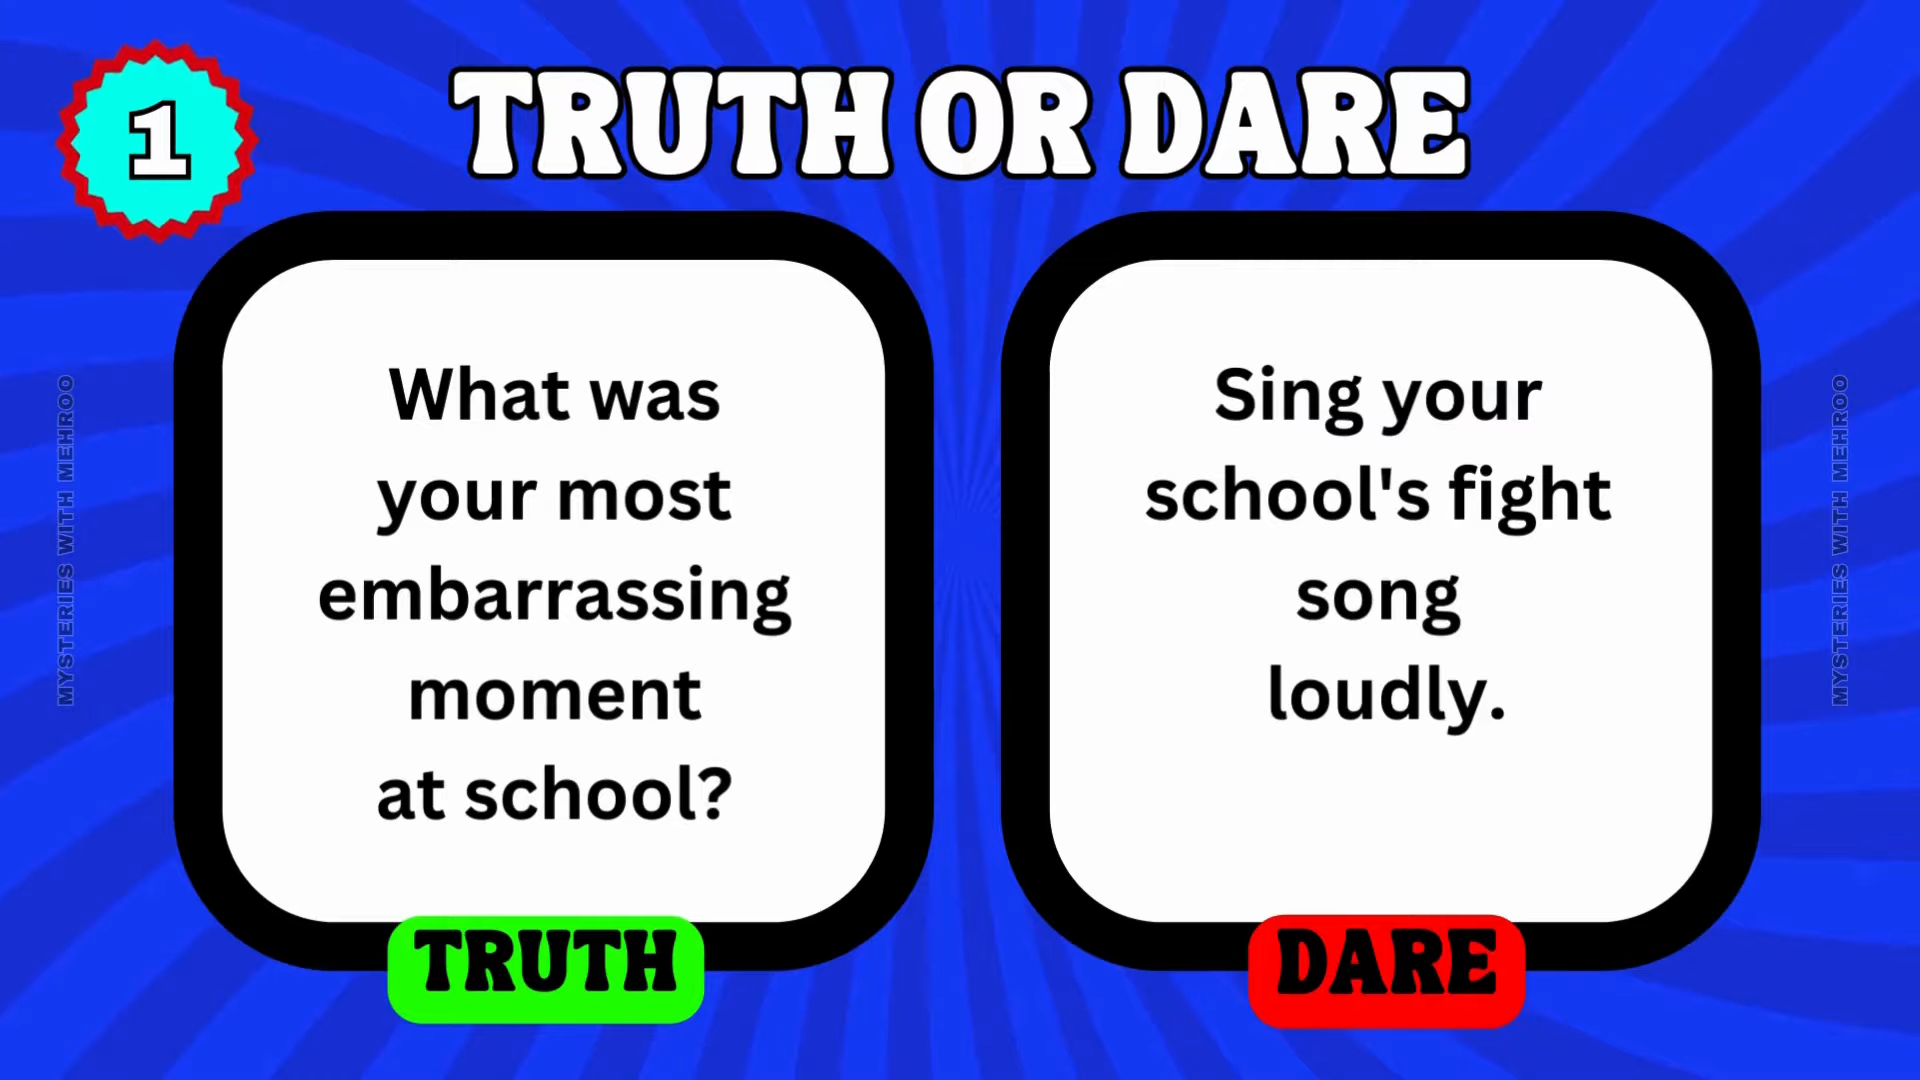 1
TRUTH OR DARE
What was
your most
embarrassing
moment
at school?
TRUTH
Sing your
school's fight
song
loudly.
DARE
MYSTERIES WITH MEHROO
MYSTERIES WITH MEHROO